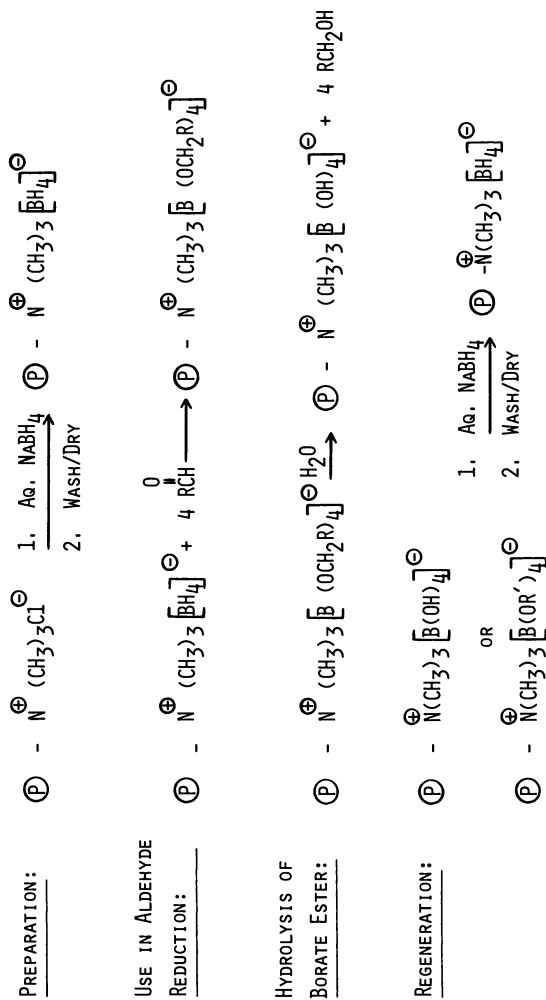 PREPARATION:
Ⓟ - N⊕ (CH3)3Cl⊖ 1. AQ. NaBH4 2. WASH/DRY ⟶ Ⓟ - N⊕ (CH3)3[BH4]⊖
USE IN ALDEHYDE
REDUCTION:
Ⓟ - N⊕ (CH3)3[BH4]⊖ + 4 RCH=O ⟶ Ⓟ - N⊕ (CH3)3[B (OCH2R)4]⊖
HYDROLYSIS OF
BORATE ESTER:
Ⓟ - N⊕ (CH3)3[B (OCH2R)4]⊖ H2O ⟶ Ⓟ - N⊕ (CH3)3[B (OH)4]⊖ + 4 RCH2OH
REGENERATION:
Ⓟ - N⊕(CH3)3[B(OH)4]⊖
OR
Ⓟ - N⊕(CH3)3[B(OR′)4]⊖
1. AQ. NaBH4
2. WASH/DRY
⟶ Ⓟ -N⊕(CH3)3[BH4]⊖